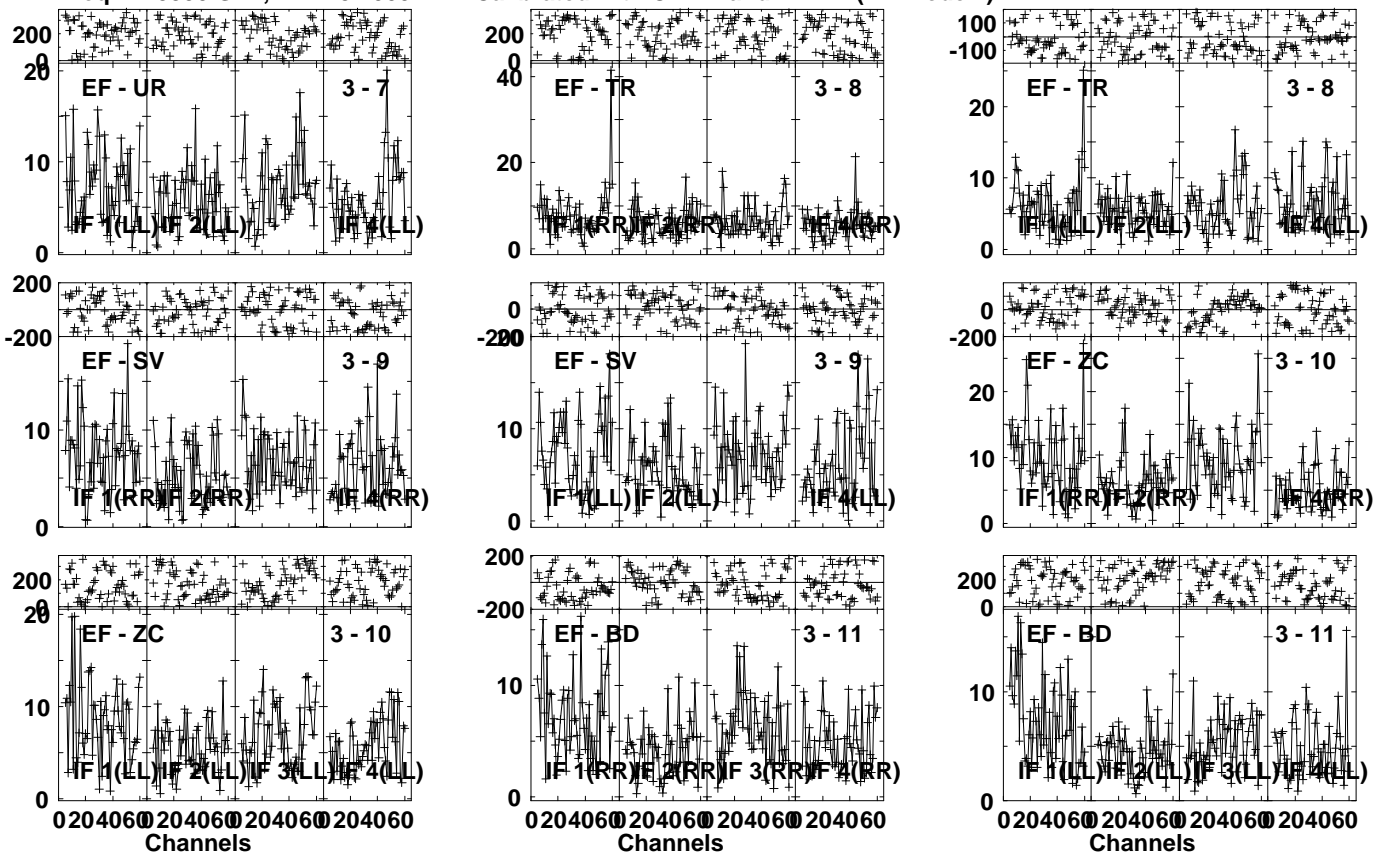 200
0
200
0
100
-100
20
10
0
EF - UR
3 - 7
IF 1(LL)
IF 2(LL)
IF 4(LL)
40
20
0
EF - TR
3 - 8
IF 1(RR)
IF 2(RR)
IF 4(RR)
20
10
0
EF - TR
3 - 8
IF 1(LL)
IF 2(LL)
IF 4(LL)
200
0
-200
10
0
EF - SV
3 - 9
IF 1(RR)
IF 2(RR)
IF 4(RR)
0
-200
20
10
0
EF - SV
3 - 9
IF 1(LL)
IF 2(LL)
IF 4(LL)
0
-200
20
10
0
EF - ZC
3 - 10
IF 1(RR)
IF 2(RR)
IF 4(RR)
200
0
20
10
0
EF - ZC
3 - 10
IF 1(LL)
IF 2(LL)
IF 3(LL)
IF 4(LL)
0 20 40 60 0 20 40 60 0 20 40 60 0 20 40 60
Channels
200
0
-200
10
0
EF - BD
3 - 11
IF 1(RR)
IF 2(RR)
IF 3(RR)
IF 4(RR)
0 20 40 60 0 20 40 60 0 20 40 60 0 20 40 60
Channels
200
0
10
0
EF - BD
3 - 11
IF 1(LL)
IF 2(LL)
IF 3(LL)
IF 4(LL)
0 20 40 60 0 20 40 60 0 20 40 60 0 20 40 60
Channels